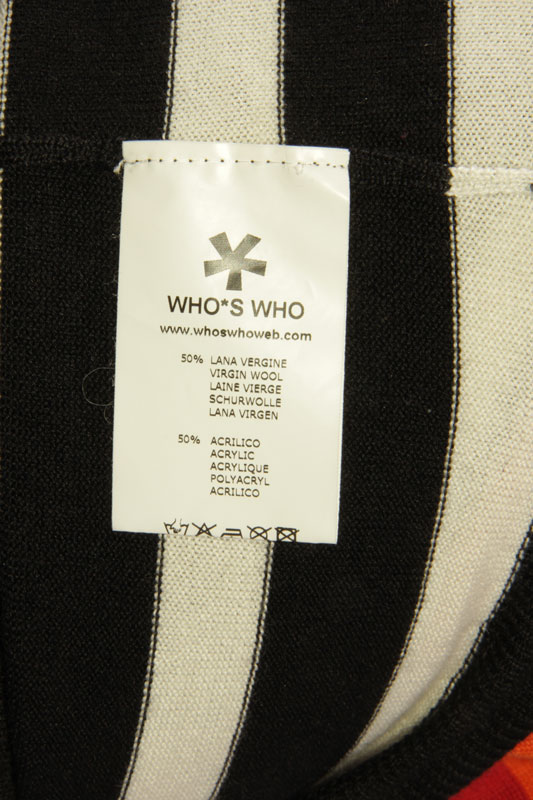 WHO*S WHO
www.whoswhoweb.com
50% LANA VERGINE
VIRGIN WOOL
LAINE VIERGE
SCHURWOLLE
LANA VIRGEN
50% ACRILICO
ACRYLIC
ACRYLIQUE
POLYACRYL
ACRILICO